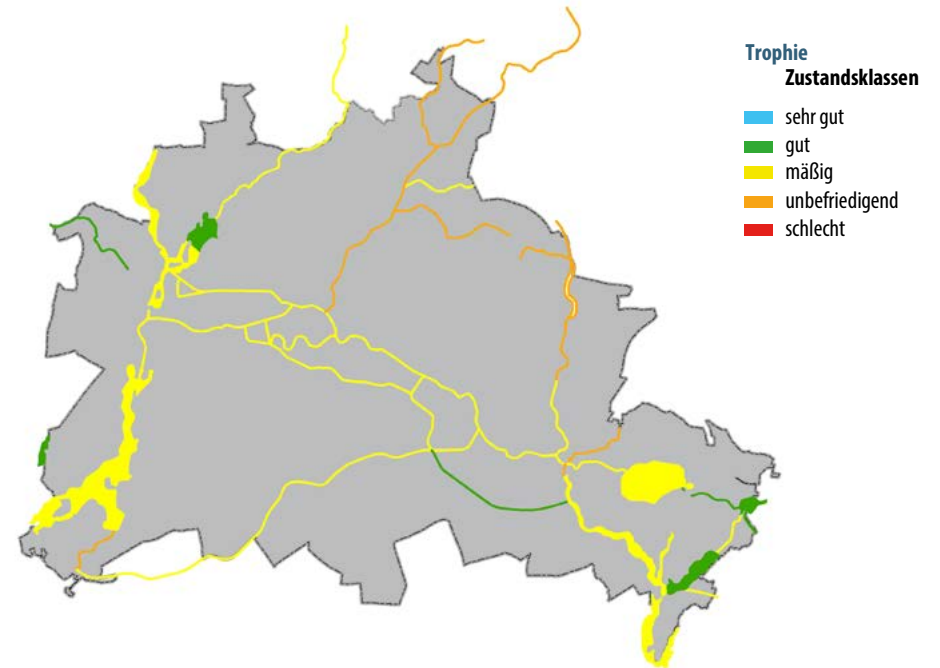 Trophie
Zustandsklassen
sehr gut
gut
mäßig
unbefriedigend
schlecht